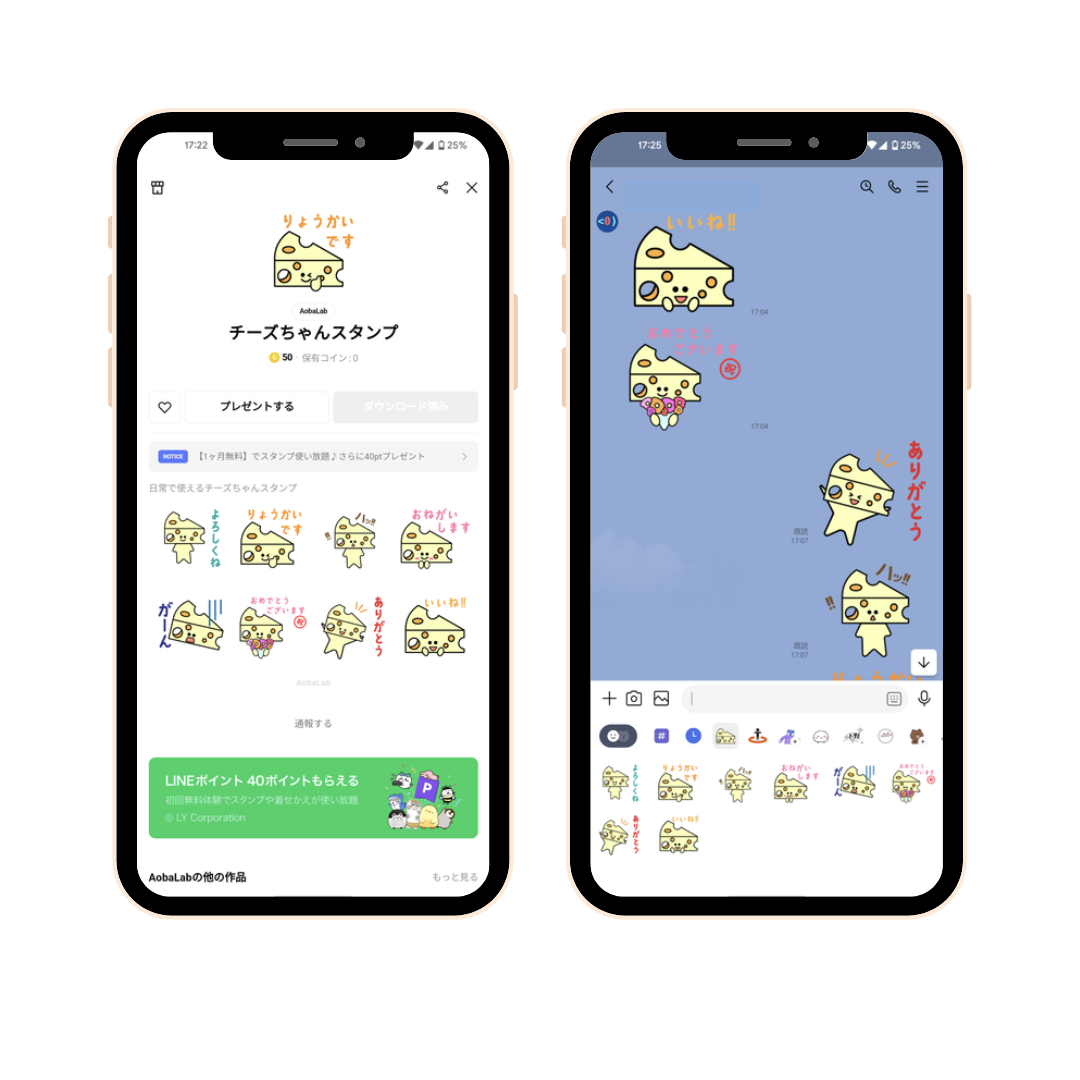 17:22
25%
りょうかい
です
AobaLab
チーズちゃんスタンプ
50・保有コイン : 0
プレゼントする
ダウンロード済み
NOTICE
【1ヶ月無料】でスタンプ使い放題♪さらに40ptプレゼント
日常で使えるチーズちゃんスタンプ
よろしくね
りょうかい
です
ハッ!!
!!
おねがい
します
がーん
おめでとう
ございます
祝
ありがとう
いいね!!
AobaLab
通報する
LINEポイント 40ポイントもらえる
初回無料体験でスタンプや着せかえが使い放題
© LY Corporation
P
AobaLabの他の作品
もっと見る
17:25
25%
<0)
いいね!!
17:04
おめでとう
ございます
祝
17:04
ありがとう
既読
17:07
ハッ!!
!!
既読
17:07
りょうかい
#
よろしくね
りょうかい
です
ハッ!!
!!
おねがい
します
がーん
おめでとう
ございます
祝
ありがとう
いいね!!